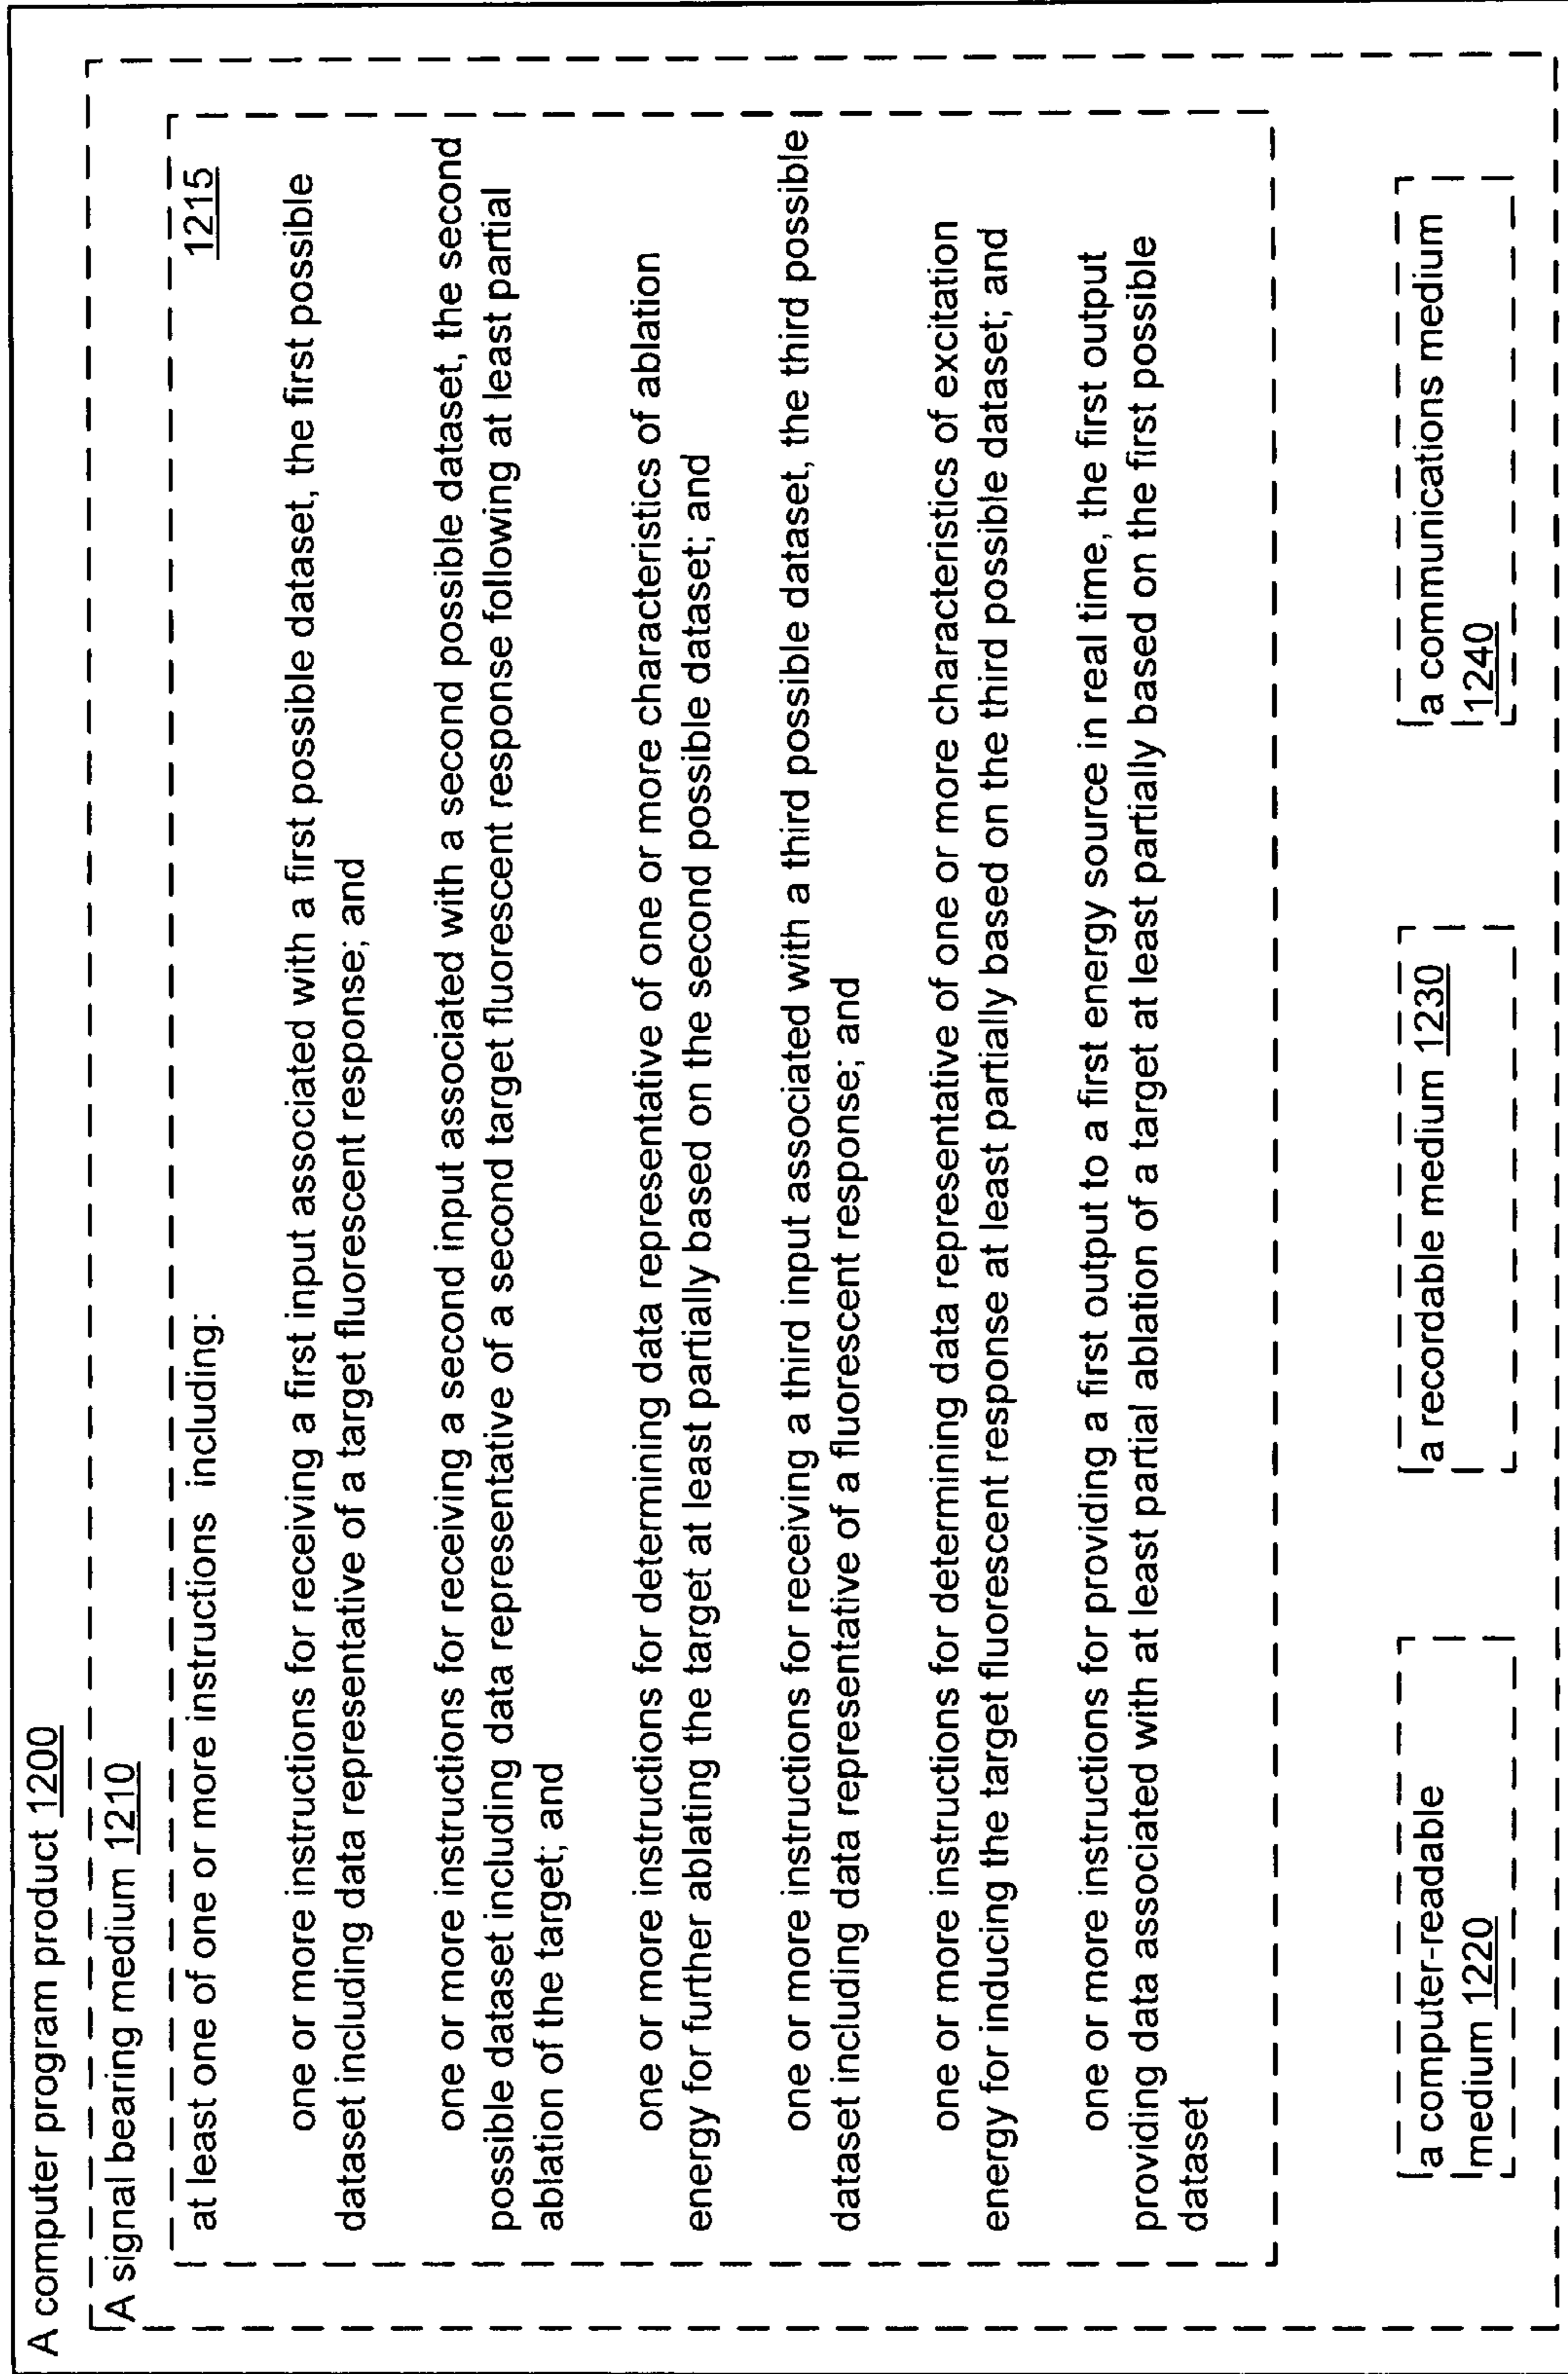 A computer program product 1200
A signal bearing medium 1210
at least one of one or more instructions including:
1215
one or more instructions for receiving a first input associated with a first possible dataset, the first possible
dataset including data representative of a target fluorescent response; and
one or more instructions for receiving a second input associated with a second possible dataset, the second
possible dataset including data representative of a second target fluorescent response following at least partial
ablation of the target; and
one or more instructions for determining data representative of one or more characteristics of ablation
energy for further ablating the target at least partially based on the second possible dataset; and
one or more instructions for receiving a third input associated with a third possible dataset, the third possible
dataset including data representative of a fluorescent response; and
one or more instructions for determining data representative of one or more characteristics of excitation
energy for inducing the target fluorescent response at least partially based on the third possible dataset; and
one or more instructions for providing a first output to a first energy source in real time, the first output
providing data associated with at least partial ablation of a target at least partially based on the first possible
dataset
a computer-readable
medium 1220
a recordable medium 1230
a communications medium
1240